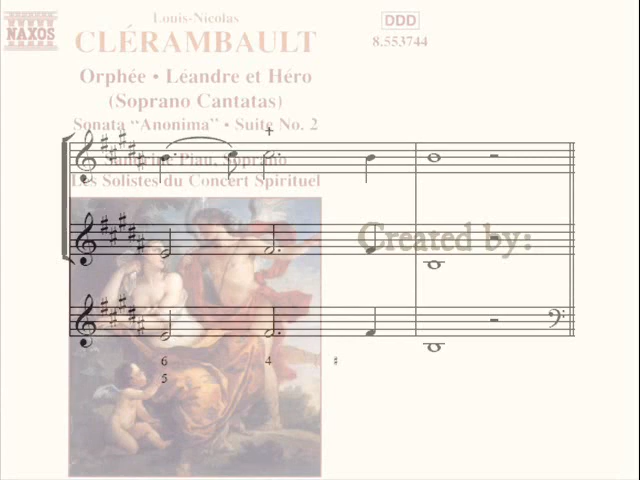 Louis-Nicolas
CLÉRAMBAULT
NAXOS
DDD
8.553744
Orphée • Léandre et Héro
(Soprano Cantatas)
Sonata “Anonima” • Suite No. 2
Sandrine Piau, Soprano
Les Solistes du Concert Spirituel
Created by:
6
5
4